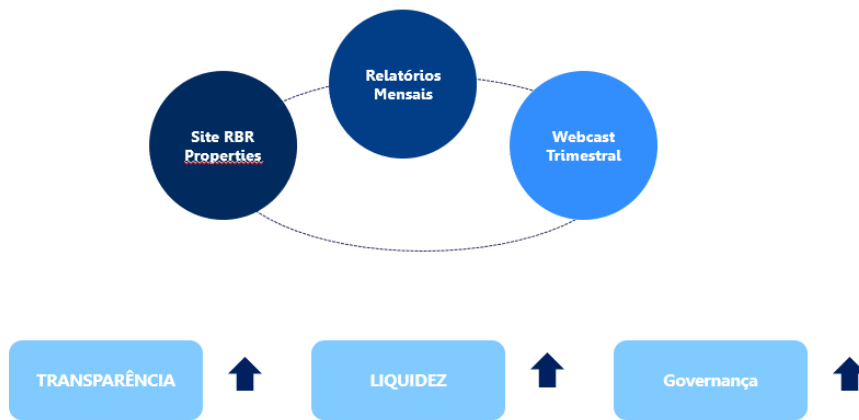 Relatórios
Mensais
Site RBR
Properties
Webcast
Trimestral
TRANSPARÊNCIA
LIQUIDEZ
Governança